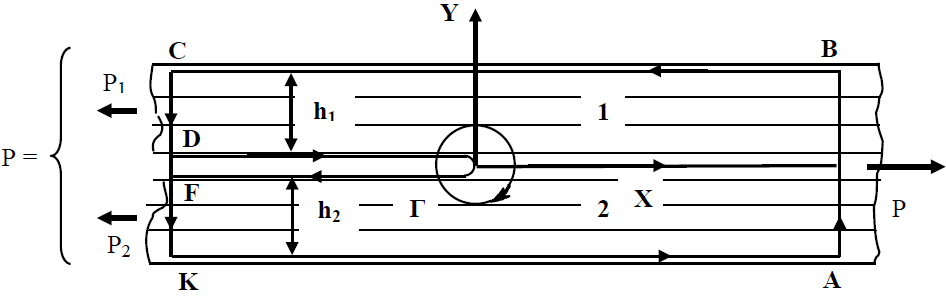 Y
C
B
P₁
h₁
1
D
P =
F
h₂
Г
2
X
P
P₂
K
A